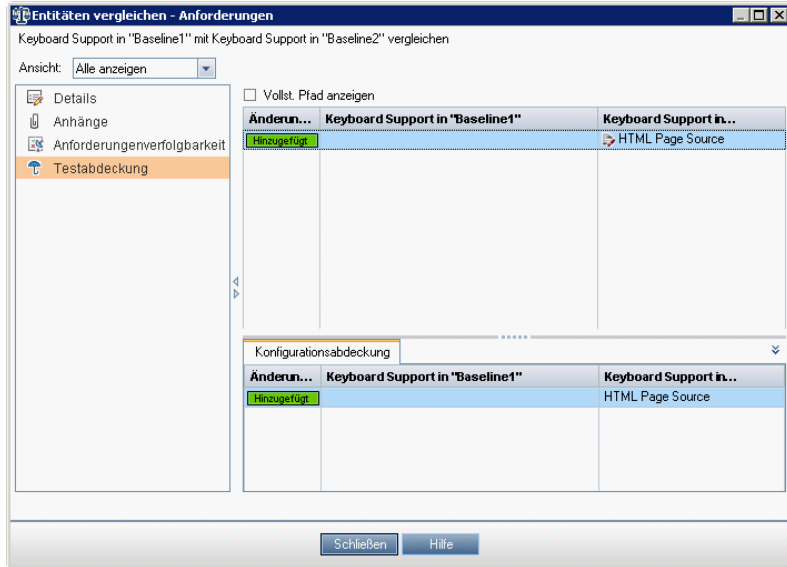 Entitäten vergleichen - Anforderungen
Keyboard Support in "Baseline1" mit Keyboard Support in "Baseline2" vergleichen
Ansicht: Alle anzeigen
Details
Anhänge
Anforderungenverfolgbarkeit
Testabdeckung
Vollst. Pfad anzeigen
Änderun... Keyboard Support in "Baseline1" Keyboard Support in...
Hinzugefügt HTML Page Source
Konfigurationsabdeckung
Änderun... Keyboard Support in "Baseline1" Keyboard Support in...
Hinzugefügt HTML Page Source
Schließen Hilfe